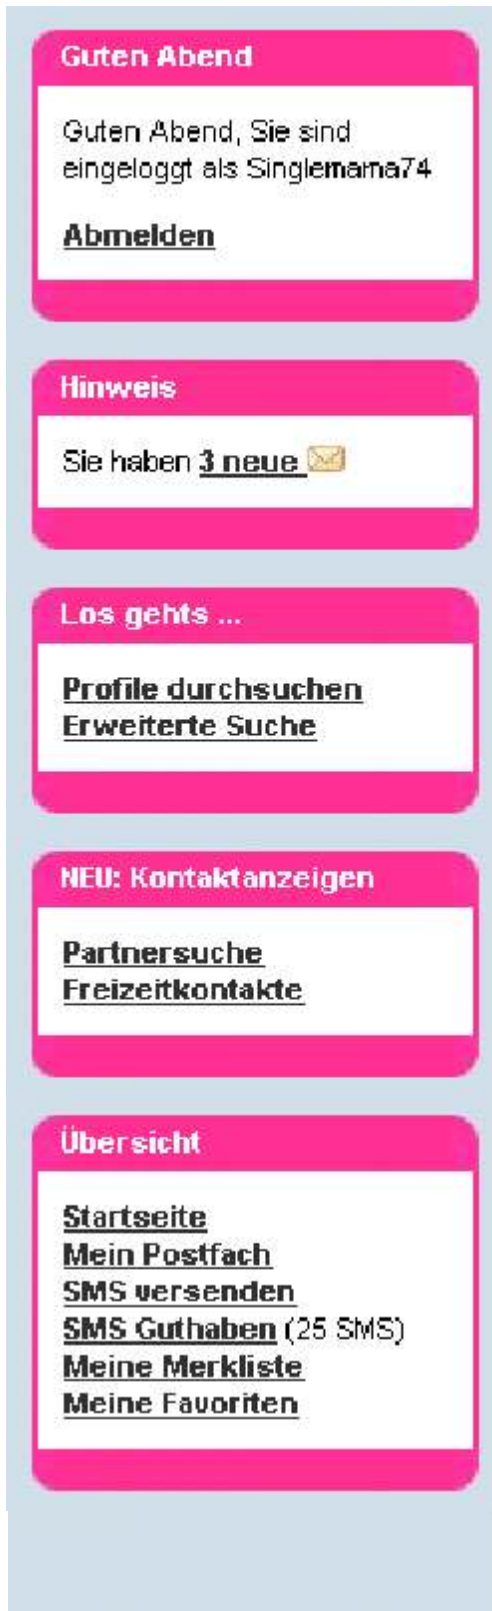 Guten Abend
Guten Abend, Sie sind
eingeloggt als Singlemama74
Abmelden
Hinweis
Sie haben 3 neue
Los gehts ...
Profile durchsuchen
Erweiterte Suche
NEU: Kontaktanzeigen
Partnersuche
Freizeitkontakte
Übersicht
Startseite
Mein Postfach
SMS versenden
SMS Guthaben (25 SMS)
Meine Merkliste
Meine Favoriten